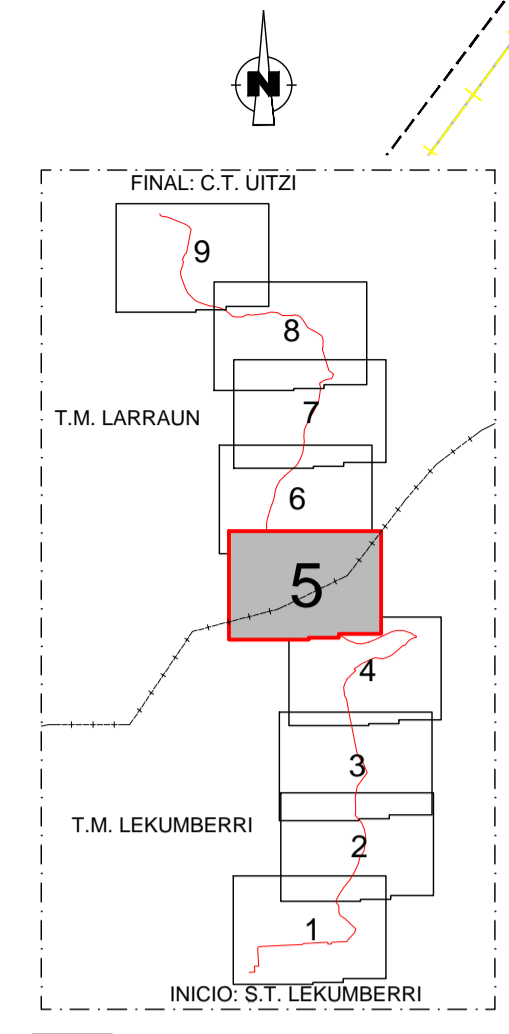 N
FINAL: C.T. UITZI
9
8
T.M. LARRAUN
7
6
5
4
3
T.M. LEKUMBERRI
2
1
INICIO: S.T. LEKUMBERRI